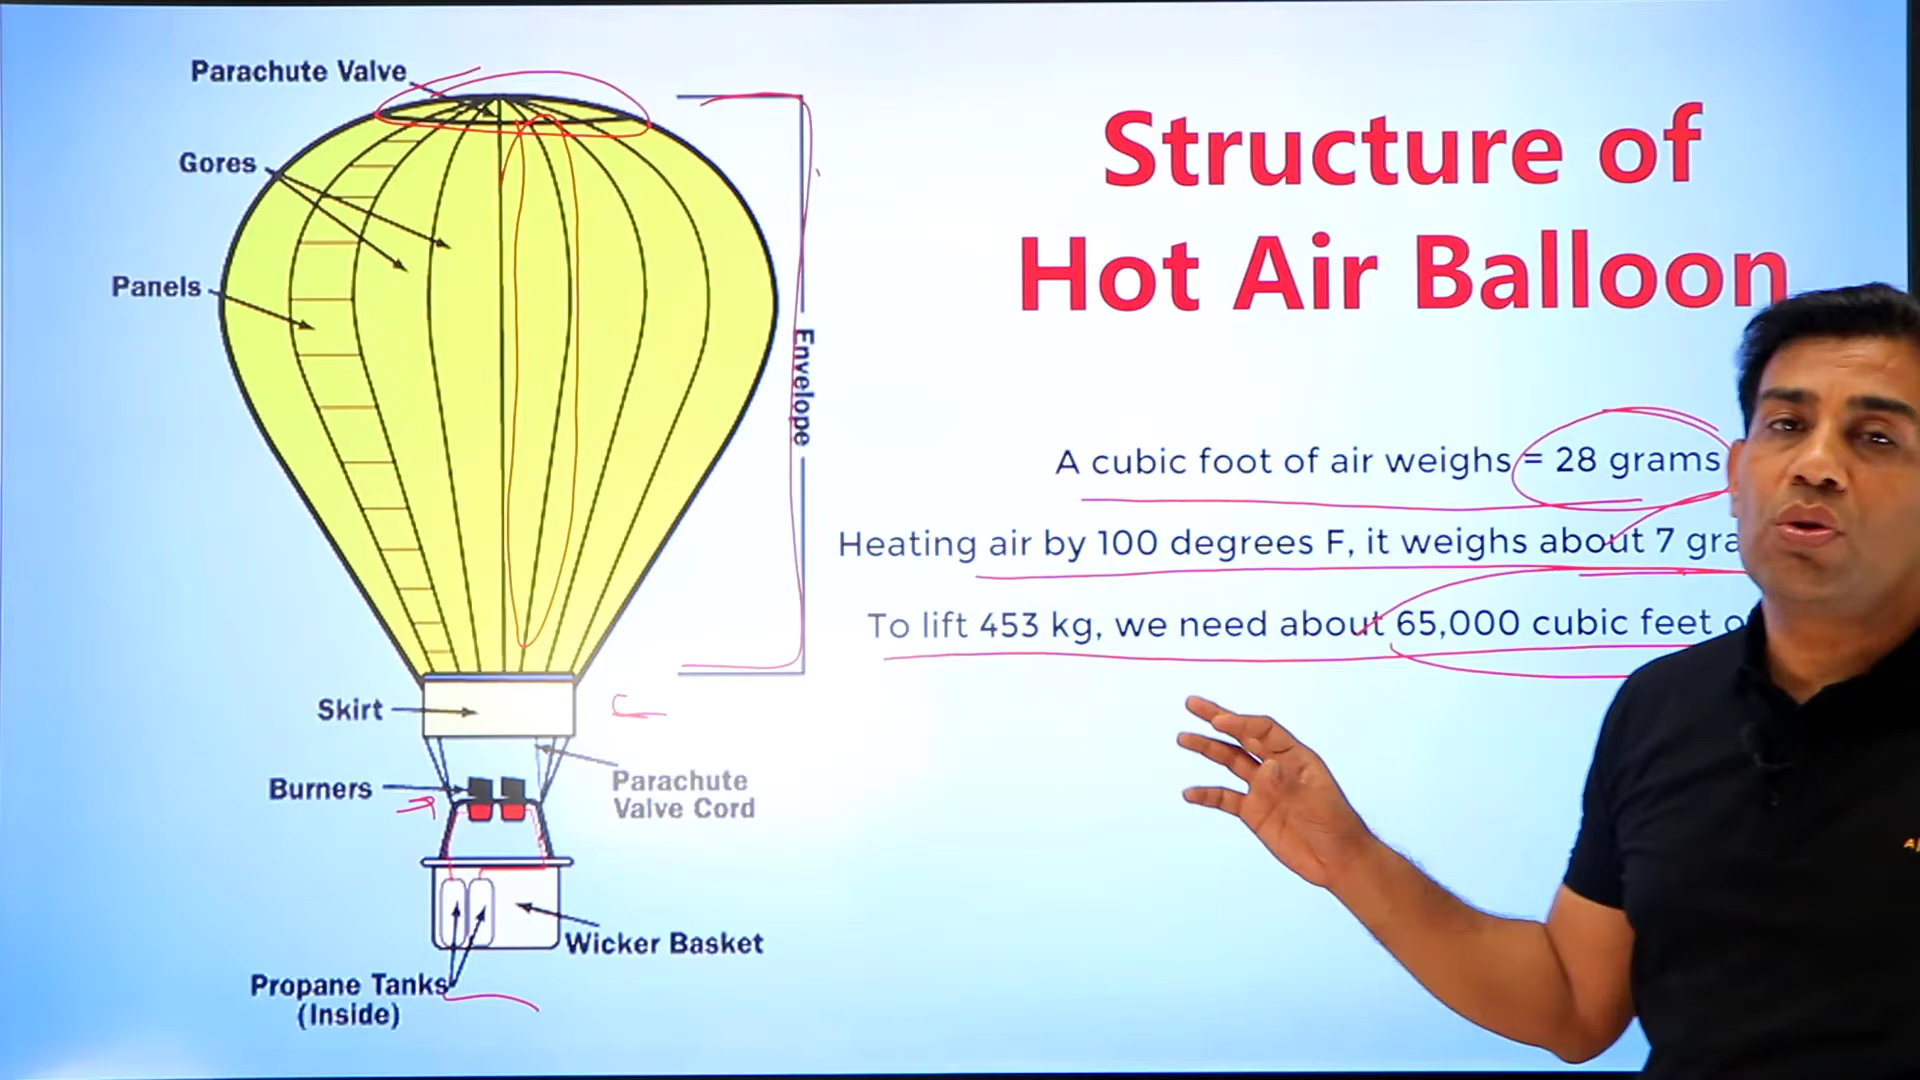 Parachute Valve
Gores
Panels
Envelope
Skirt
Burners
Parachute
Valve Cord
Wicker Basket
Propane Tanks
(Inside)
Structure of
Hot Air Balloon
A cubic foot of air weighs = 28 grams
Heating air by 100 degrees F, it weighs about 7 gra
To lift 453 kg, we need about 65,000 cubic feet o